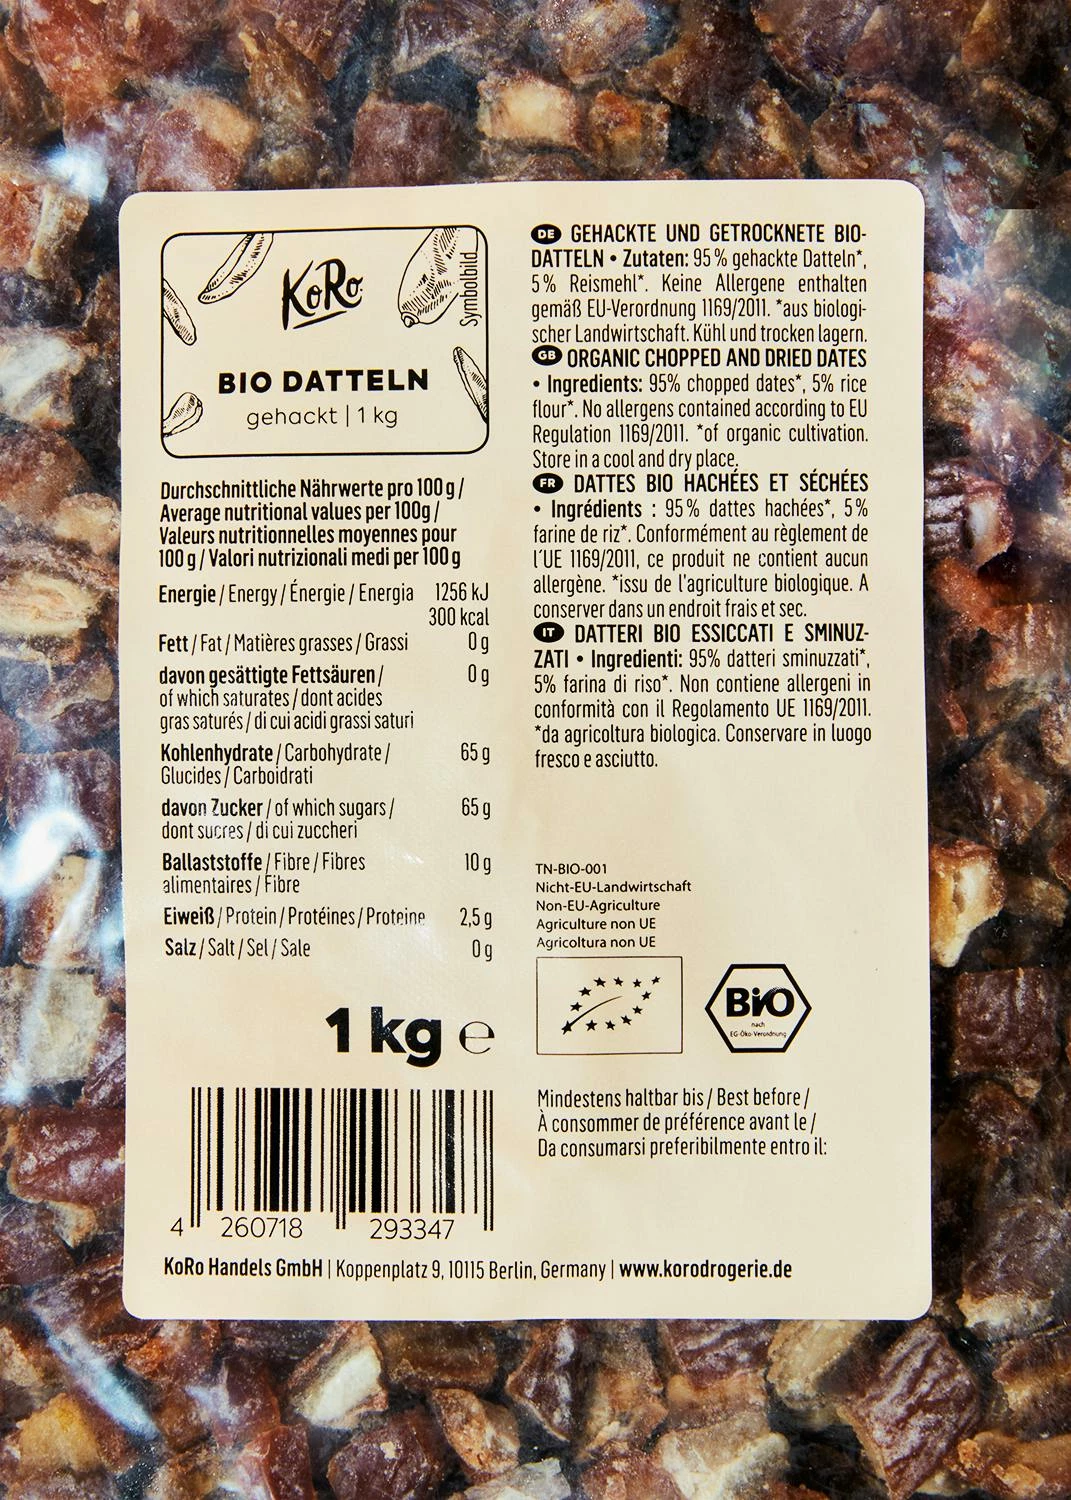 KoRo
Symbolbild
BIO DATTELN
gehackt | 1 kg
Durchschnittliche Nährwerte pro 100 g /
Average nutritional values per 100g /
Valeurs nutritionnelles moyennes pour
100 g / Valori nutrizionali medi per 100 g
Energie / Energy / Énergie / Energia 1256 kJ
300 kcal
Fett / Fat / Matières grasses / Grassi 0 g
davon gesättigte Fettsäuren / 0 g
of which saturates / dont acides
gras saturés / di cui acidi grassi saturi
Kohlenhydrate / Carbohydrate / 65 g
Glucides / Carboidrati
davon Zucker / of which sugars / 65 g
dont sucres / di cui zuccheri
Ballaststoffe / Fibre / Fibres 10 g
alimentaires / Fibre
Eiweiß / Protein / Protéines / Proteine 2,5 g
Salz / Salt / Sel / Sale 0 g
1 kg ℮
4 260718 293347
DE GEHACKTE UND GETROCKNETE BIO-
DATTELN • Zutaten: 95 % gehackte Datteln*,
5 % Reismehl*. Keine Allergene enthalten
gemäß EU-Verordnung 1169/2011. *aus biologi-
scher Landwirtschaft. Kühl und trocken lagern.
GB ORGANIC CHOPPED AND DRIED DATES
• Ingredients: 95% chopped dates*, 5% rice
flour*. No allergens contained according to EU
Regulation 1169/2011. *of organic cultivation.
Store in a cool and dry place.
FR DATTES BIO HACHÉES ET SÉCHÉES
• Ingrédients : 95 % dattes hachées*, 5 %
farine de riz*. Conformément au règlement de
l´UE 1169/2011, ce produit ne contient aucun
allergène. *issu de l'agriculture biologique. A
conserver dans un endroit frais et sec.
IT DATTERI BIO ESSICCATI E SMINUZ-
ZATI • Ingredienti: 95% datteri sminuzzati*,
5% farina di riso*. Non contiene allergeni in
conformità con il Regolamento UE 1169/2011.
*da agricoltura biologica. Conservare in luogo
fresco e asciutto.
TN-BIO-001
Nicht-EU-Landwirtschaft
Non-EU-Agriculture
Agriculture non UE
Agricoltura non UE
BiO
nach
EG-Öko-Verordnung
Mindestens haltbar bis / Best before /
À consommer de préférence avant le /
Da consumarsi preferibilmente entro il:
KoRo Handels GmbH | Koppenplatz 9, 10115 Berlin, Germany | www.korodrogerie.de